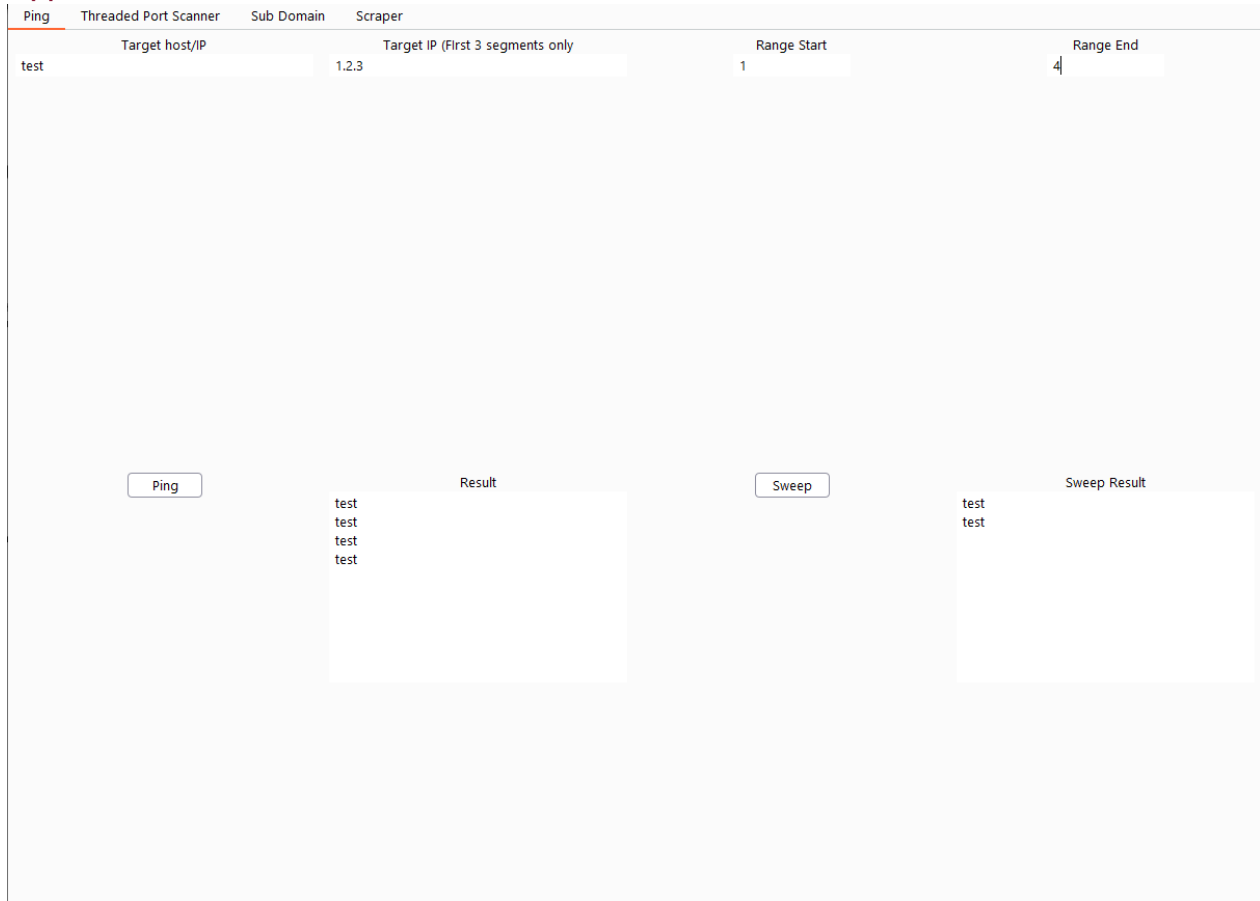 Ping Threaded Port Scanner Sub Domain Scraper
Target host/IP Target IP (FIrst 3 segments only Range Start Range End
test 1.2.3 1 4
Ping Result Sweep Sweep Result
test test
test test
test
test